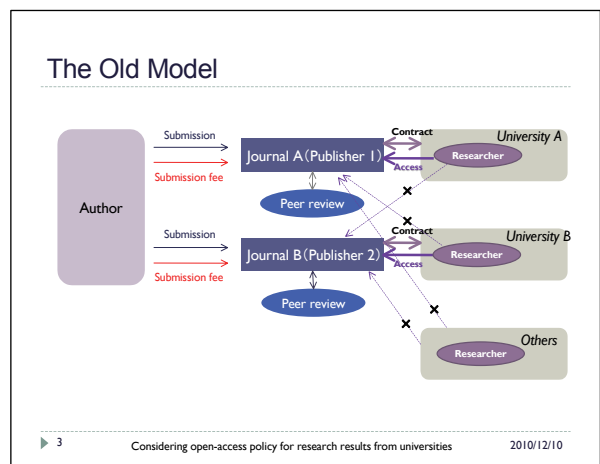 The Old Model
Submission
Submission fee
Author
Journal A(Publisher 1)
Peer review
Contract
Access
University A
Researcher
×
×
Submission
Submission fee
Journal B(Publisher 2)
Peer review
Contract
Access
University B
Researcher
×
×
Others
Researcher
3
Considering open-access policy for research results from universities
2010/12/10